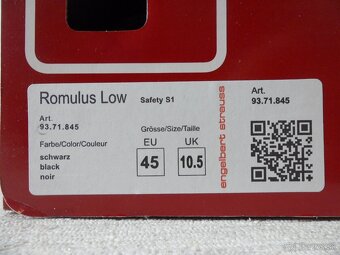 Romulus Low Safety S1
Art.
93.71.845
Farbe/Color/Couleur
schwarz
black
noir
Grösse/Size/Taille
EU UK
45 10.5
engelbert strauss
Art.
93.71.845